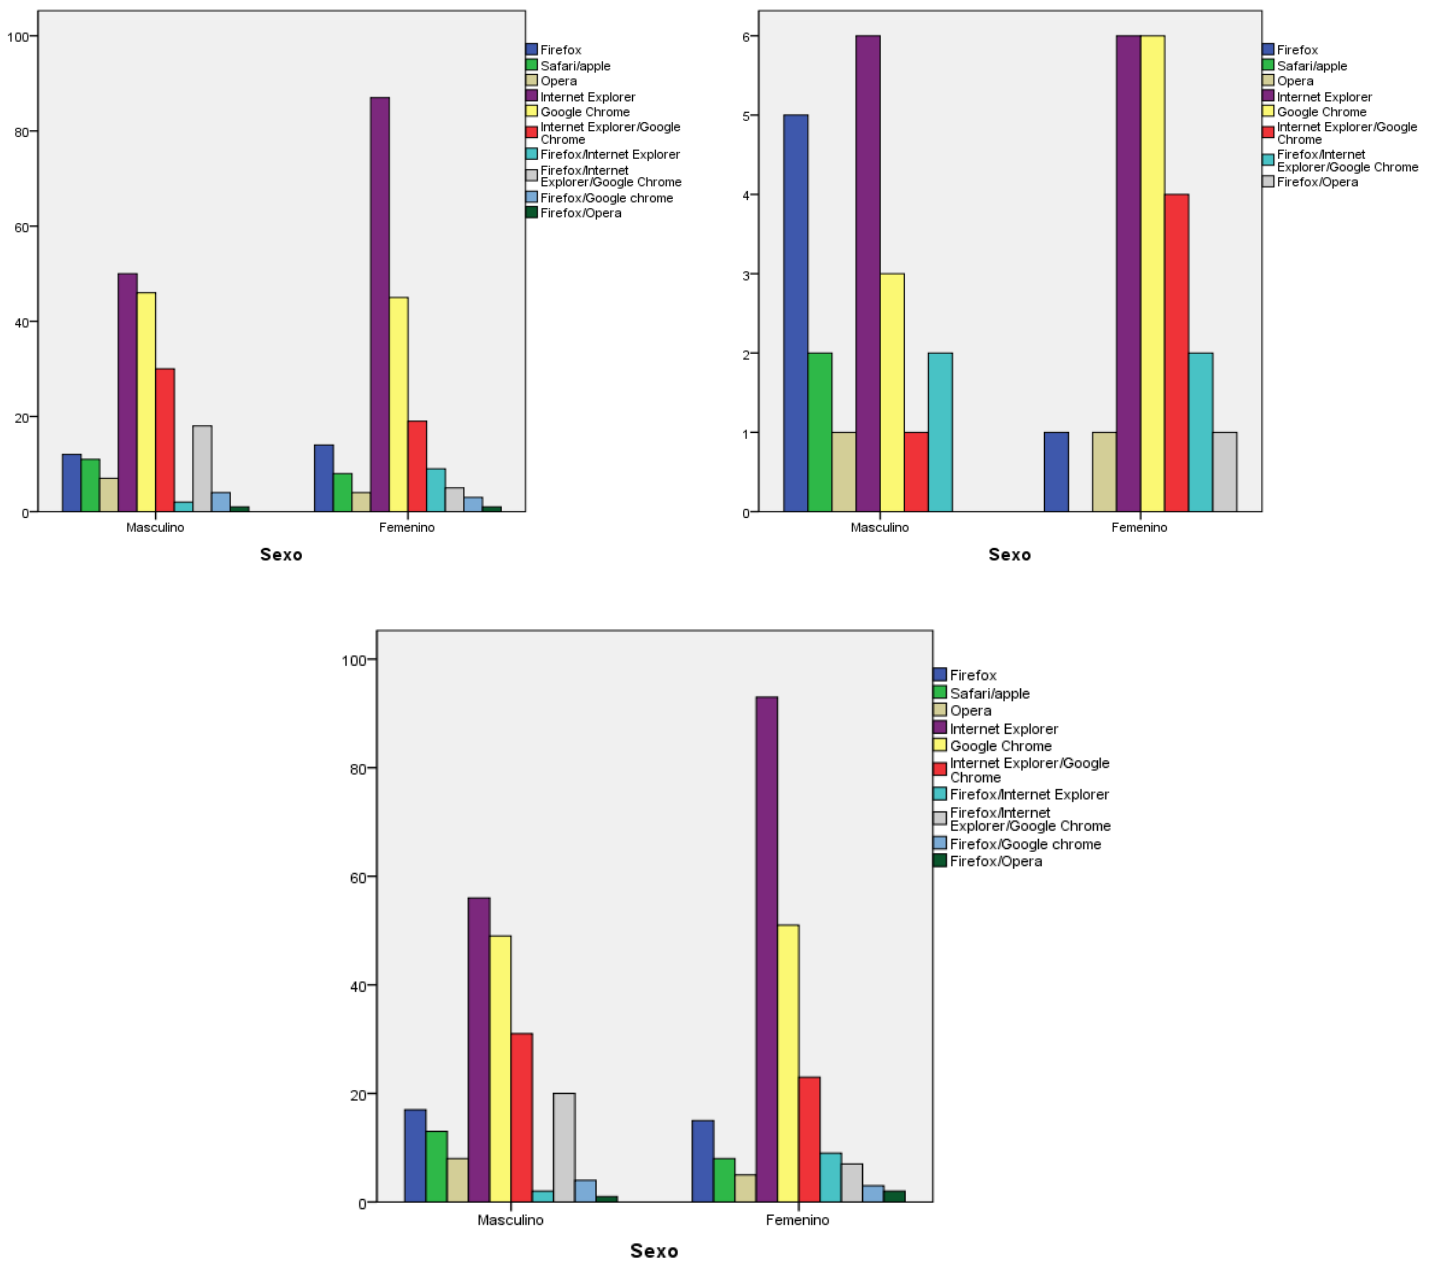 100
80
60
40
20
0
Masculino
Femenino
Sexo
Firefox
Safari/apple
Opera
Internet Explorer
Google Chrome
Internet Explorer/Google
Chrome
Firefox/Internet Explorer
Firefox/Internet
Explorer/Google Chrome
Firefox/Google chrome
Firefox/Opera
6
5
4
3
2
1
0
Masculino
Femenino
Sexo
Firefox
Safari/apple
Opera
Internet Explorer
Google Chrome
Internet Explorer/Google
Chrome
Firefox/Internet
Explorer/Google Chrome
Firefox/Opera
100
80
60
40
20
0
Masculino
Femenino
Sexo
Firefox
Safari/apple
Opera
Internet Explorer
Google Chrome
Internet Explorer/Google
Chrome
Firefox/Internet Explorer
Firefox/Internet
Explorer/Google Chrome
Firefox/Google chrome
Firefox/Opera